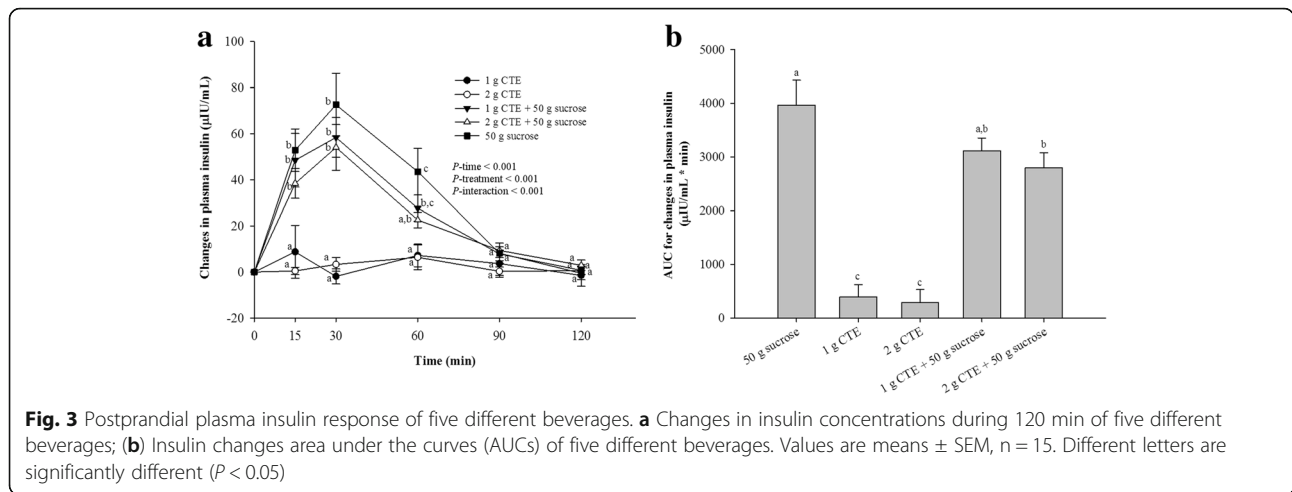 a
100
80
60
40
20
0
-20
Changes in plasma insulin (µIU/mL)
0 15 30 60 90 120
Time (min)
1 g CTE
2 g CTE
1 g CTE + 50 g sucrose
2 g CTE + 50 g sucrose
50 g sucrose
P-time < 0.001
P-treatment < 0.001
P-interaction < 0.001
b
b
b
a
a
b
b
b
a
a
c
b,c
a,b
a
a
a
a
a
a
a
a
a
a
a
b
5000
4000
3000
2000
1000
0
AUC for changes in plasma insulin
(µIU/mL * min)
a
c
c
a,b
b
50 g sucrose
1 g CTE
2 g CTE
1 g CTE + 50 g sucrose
2 g CTE + 50 g sucrose
Fig. 3 Postprandial plasma insulin response of five different beverages. a Changes in insulin concentrations during 120 min of five different
beverages; (b) Insulin changes area under the curves (AUCs) of five different beverages. Values are means ± SEM, n = 15. Different letters are
significantly different (P < 0.05)